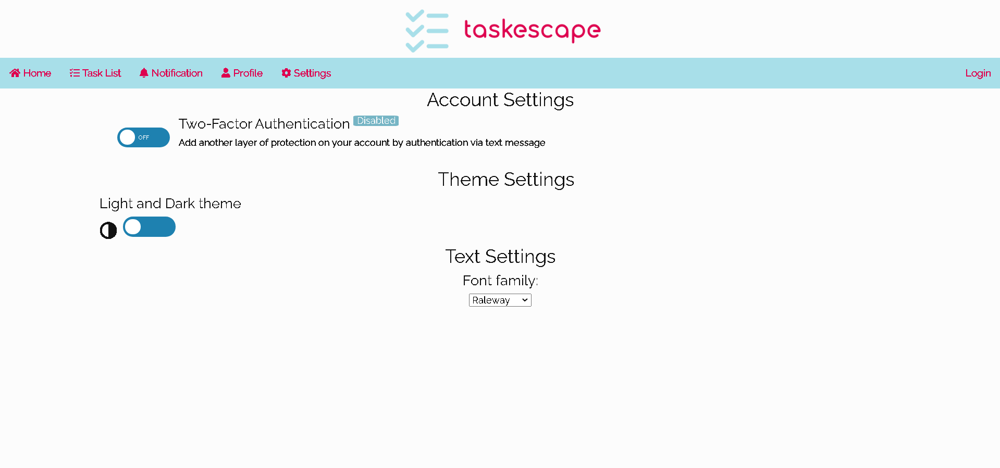 taskescape
Home Task List Notification Profile Settings Login
Account Settings
Two-Factor Authentication Disabled
OFF
Add another layer of protection on your account by authentication via text message
Theme Settings
Light and Dark theme
Text Settings
Font family:
Raleway